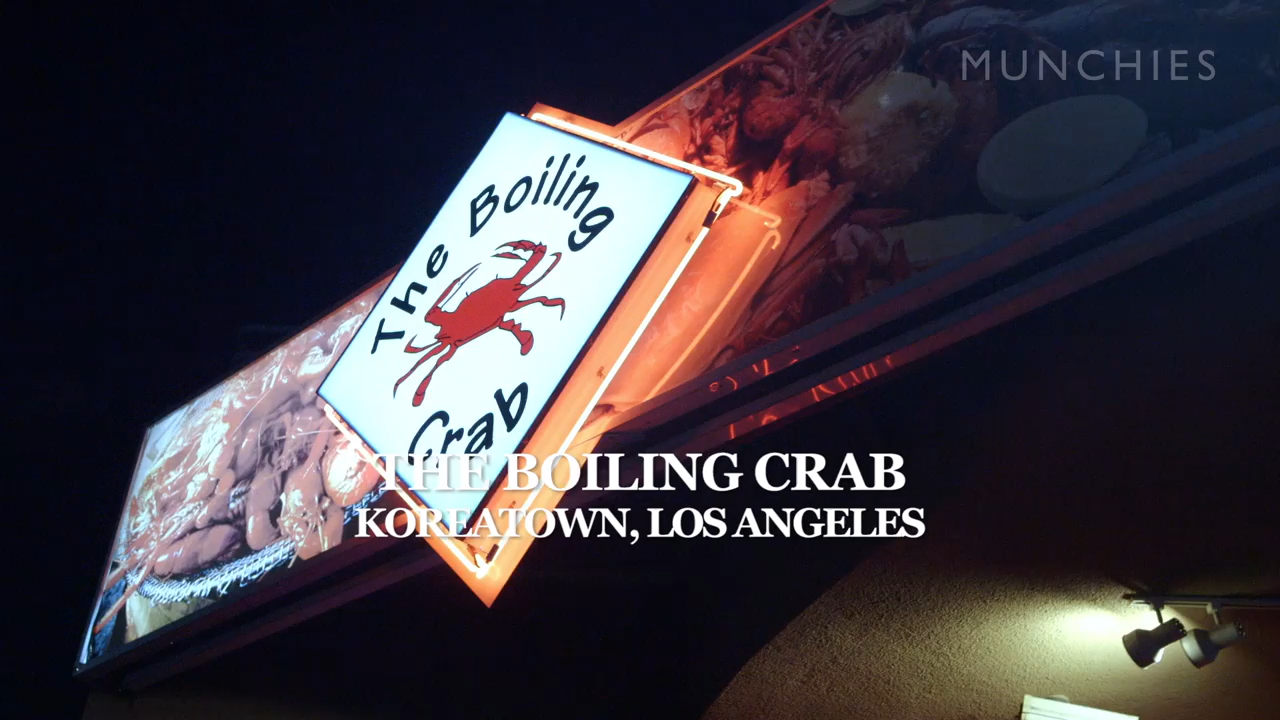 MUNCHIES
The Boiling
Crab
THE BOILING CRAB
KOREATOWN, LOS ANGELES